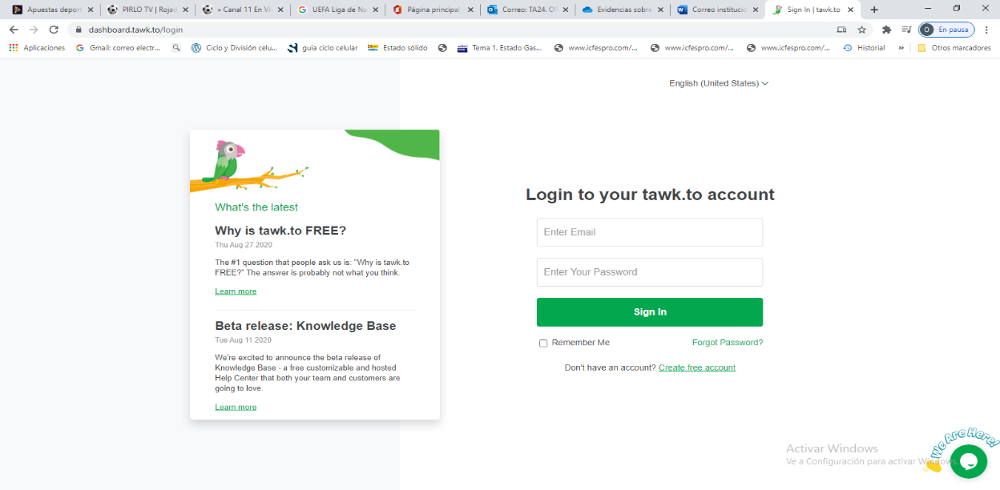 Apuestas deport
PIRLO TV | Rojad
» Canal 11 En Vi
UEFA Liga de Na
Página principal
Correo: TA24. Of
Evidencias sobre
Correo institucio
Sign In | tawk.to
dashboard.tawk.to/login
O En pausa
Aplicaciones
Gmail: correo electr...
Ciclo y División celu...
guia ciclo celular
Estado sólido
Tema 1. Estado Gas...
www.icfespro.com/...
www.icfespro.com/...
www.icfespro.com/...
Historial
»
Otros marcadores
English (United States)
What's the latest
Why is tawk.to FREE?
Thu Aug 27 2020
The #1 question that people ask us is: "Why is tawk.to
FREE?" The answer is probably not what you think.
Learn more
Beta release: Knowledge Base
Tue Aug 11 2020
We're excited to announce the beta release of
Knowledge Base - a free customizable and hosted
Help Center that both your team and customers are
going to love.
Learn more
Login to your tawk.to account
Enter Email
Enter Your Password
Sign In
Remember Me
Forgot Password?
Don't have an account? Create free account
We Are Here!
Activar Windows
Ve a Configuración para activar Windows.